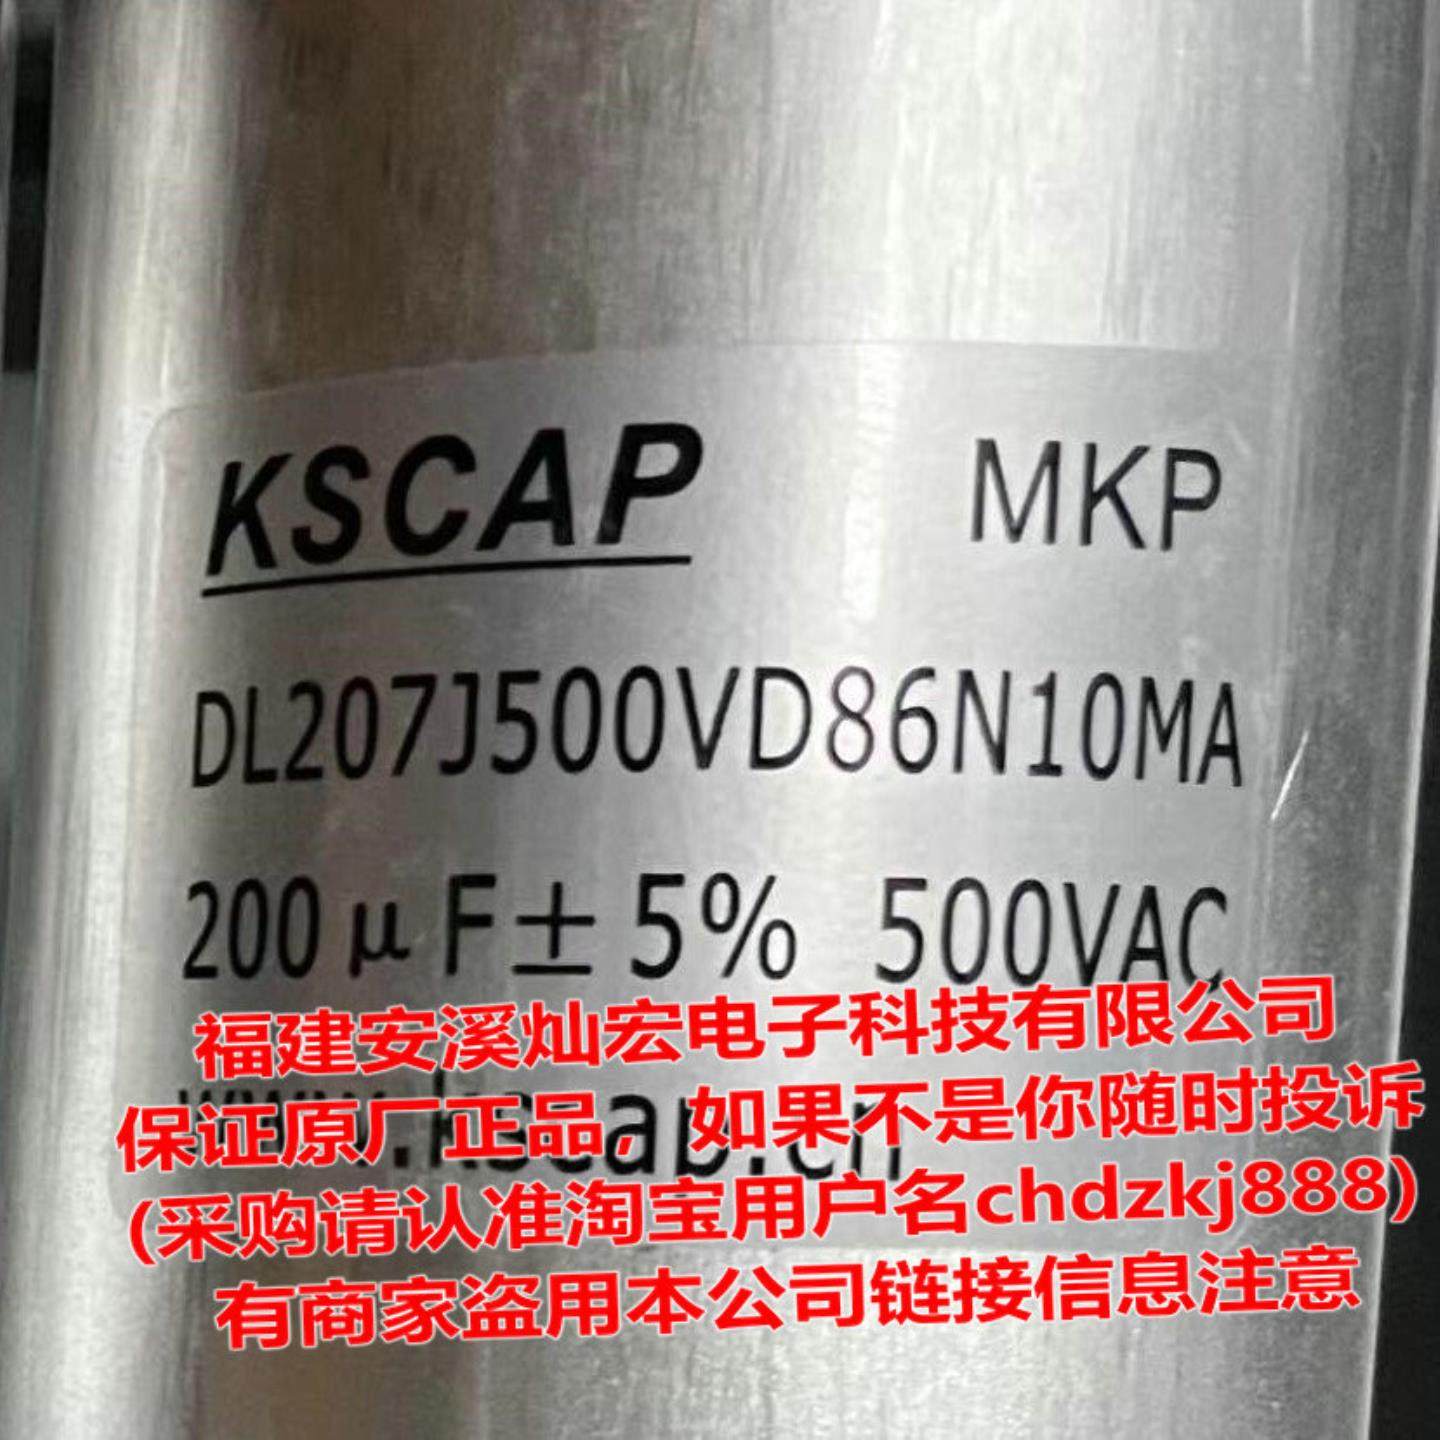 KSCAP MKP
DL207J500VD86N10MA
200μF±5% 500VAC
福建安溪灿宏电子科技有限公司
www.kscap.cn
保证原厂正品，如果不是你随时投诉
(采购请认准淘宝用户名chdzkj888)
有商家盗用本公司链接信息注意